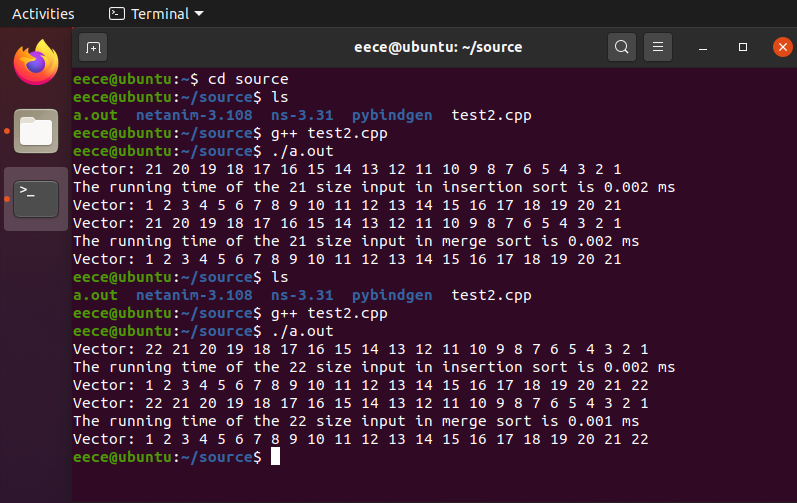 Activities Terminal
eece@ubuntu: ~/source
eece@ubuntu:~$ cd source
eece@ubuntu:~/source$ ls
a.out  netanim-3.108  ns-3.31  pybindgen  test2.cpp
eece@ubuntu:~/source$ g++ test2.cpp
eece@ubuntu:~/source$ ./a.out
Vector: 21 20 19 18 17 16 15 14 13 12 11 10 9 8 7 6 5 4 3 2 1
The running time of the 21 size input in insertion sort is 0.002 ms
Vector: 1 2 3 4 5 6 7 8 9 10 11 12 13 14 15 16 17 18 19 20 21
Vector: 21 20 19 18 17 16 15 14 13 12 11 10 9 8 7 6 5 4 3 2 1
The running time of the 21 size input in merge sort is 0.002 ms
Vector: 1 2 3 4 5 6 7 8 9 10 11 12 13 14 15 16 17 18 19 20 21
eece@ubuntu:~/source$ ls
a.out  netanim-3.108  ns-3.31  pybindgen  test2.cpp
eece@ubuntu:~/source$ g++ test2.cpp
eece@ubuntu:~/source$ ./a.out
Vector: 22 21 20 19 18 17 16 15 14 13 12 11 10 9 8 7 6 5 4 3 2 1
The running time of the 22 size input in insertion sort is 0.002 ms
Vector: 1 2 3 4 5 6 7 8 9 10 11 12 13 14 15 16 17 18 19 20 21 22
Vector: 22 21 20 19 18 17 16 15 14 13 12 11 10 9 8 7 6 5 4 3 2 1
The running time of the 22 size input in merge sort is 0.001 ms
Vector: 1 2 3 4 5 6 7 8 9 10 11 12 13 14 15 16 17 18 19 20 21 22
eece@ubuntu:~/source$